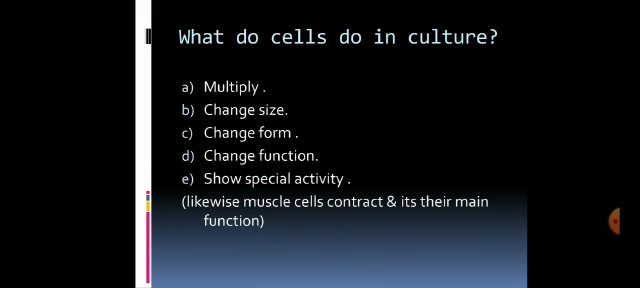 What do cells do in culture?
a) Multiply .
b) Change size.
c) Change form .
d) Change function.
e) Show special activity .
(likewise muscle cells contract & its their main
function)